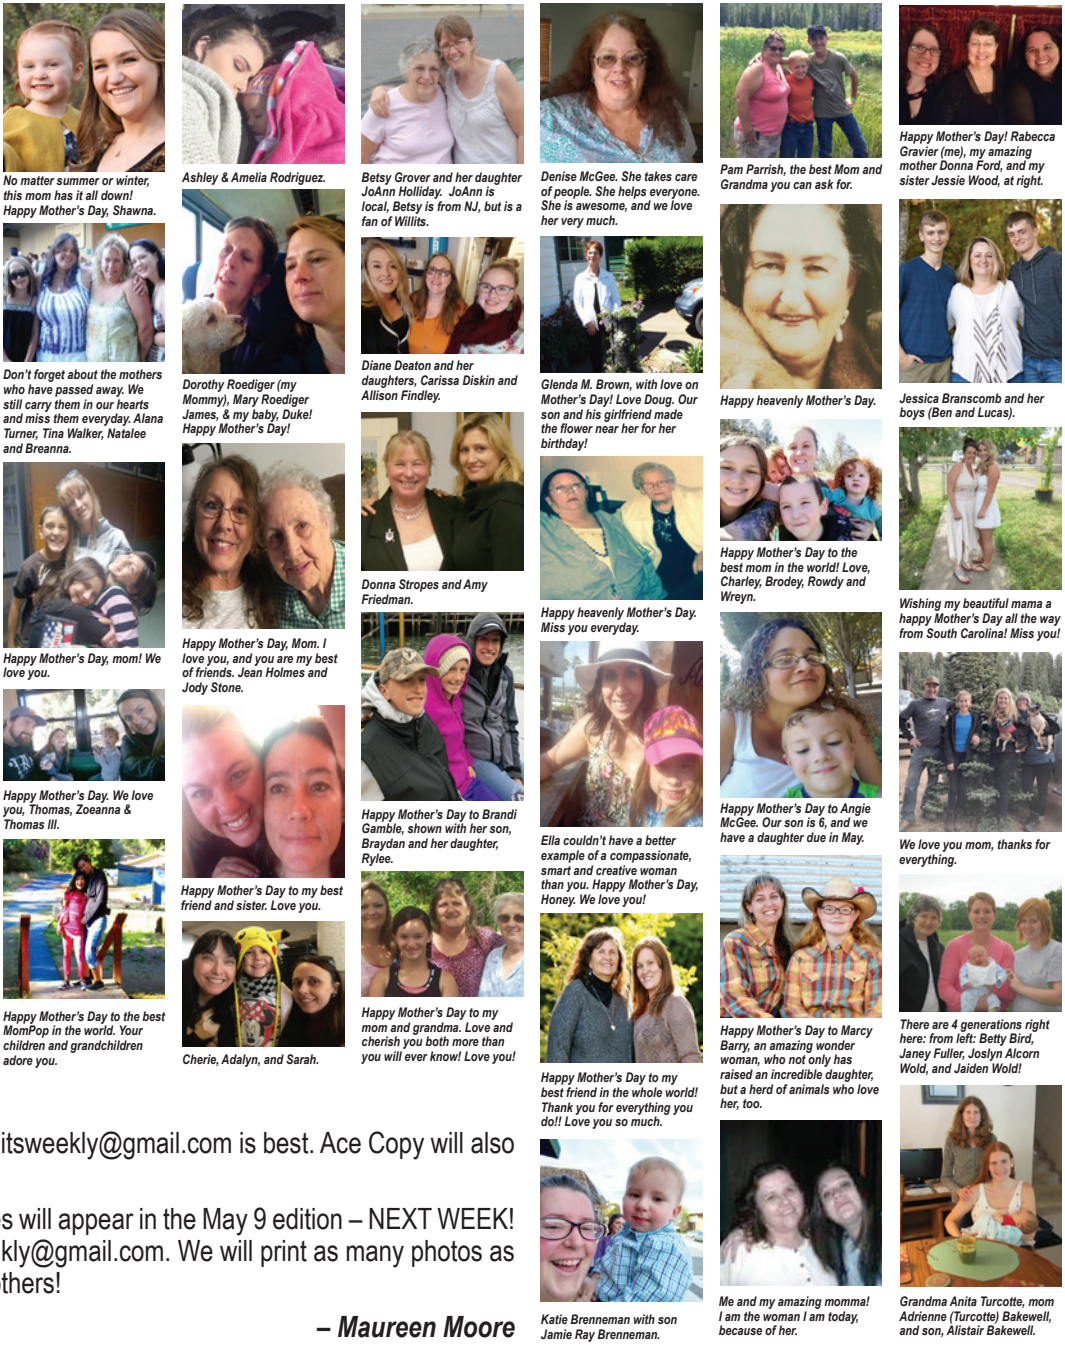 No matter summer or winter,
this mom has it all down!
Happy Mother's Day, Shawna.
Don't forget about the mothers
who have passed away. We
still carry them in our hearts
and miss them everyday. Alana
Turner, Tina Walker, Natalee
and Breanna.
Happy Mother's Day, mom! We
love you.
Happy Mother's Day. We love
you, Thomas, Zoeanna &
Thomas III.
Happy Mother's Day to the best
MomPop in the world. Your
children and grandchildren
adore you.
Ashley & Amelia Rodriguez.
Dorothy Roediger (my
Mommy), Mary Roediger
James, & my baby, Duke!
Happy Mother's Day!
Happy Mother's Day, Mom. I
love you, and you are my best
of friends. Jean Holmes and
Jody Stone.
Happy Mother's Day to my best
friend and sister. Love you.
Cherie, Adalyn, and Sarah.
Betsy Grover and her daughter
JoAnn Holliday. JoAnn is
local, Betsy is from NJ, but is a
fan of Willits.
Diane Deaton and her
daughters, Carissa Diskin and
Allison Findley.
Donna Stropes and Amy
Friedman.
Happy Mother's Day to Brandi
Gamble, shown with her son,
Braydan and her daughter,
Rylee.
Happy Mother's Day to my
mom and grandma. Love and
cherish you both more than
you will ever know! Love you!
itsweekly@gmail.com is best. Ace Copy will also
s will appear in the May 9 edition – NEXT WEEK!
kly@gmail.com. We will print as many photos as
thers!
– Maureen Moore
Denise McGee. She takes care
of people. She helps everyone.
She is awesome, and we love
her very much.
Glenda M. Brown, with love on
Mother's Day! Love Doug. Our
son and his girlfriend made
the flower near her for her
birthday!
Happy heavenly Mother's Day.
Miss you everyday.
Ella couldn't have a better
example of a compassionate,
smart and creative woman
than you. Happy Mother's Day,
Honey. We love you!
Happy Mother's Day to my
best friend in the whole world!
Thank you for everything you
do!! Love you so much.
Katie Brenneman with son
Jamie Ray Brenneman.
Pam Parrish, the best Mom and
Grandma you can ask for.
Happy heavenly Mother's Day.
Happy Mother's Day to the
best mom in the world! Love,
Charley, Brodey, Rowdy and
Wreyn.
Happy Mother's Day to Angie
McGee. Our son is 6, and we
have a daughter due in May.
Happy Mother's Day to Marcy
Barry, an amazing wonder
woman, who not only has
raised an incredible daughter,
but a herd of animals who love
her, too.
Me and my amazing momma!
I am the woman I am today,
because of her.
Happy Mother's Day! Rabecca
Gravier (me), my amazing
mother Donna Ford, and my
sister Jessie Wood, at right.
Jessica Branscomb and her
boys (Ben and Lucas).
Wishing my beautiful mama a
happy Mother's Day all the way
from South Carolina! Miss you!
We love you mom, thanks for
everything.
There are 4 generations right
here: from left: Betty Bird,
Janey Fuller, Joslyn Alcorn
Wold, and Jaiden Wold!
Grandma Anita Turcotte, mom
Adrienne (Turcotte) Bakewell,
and son, Alistair Bakewell.